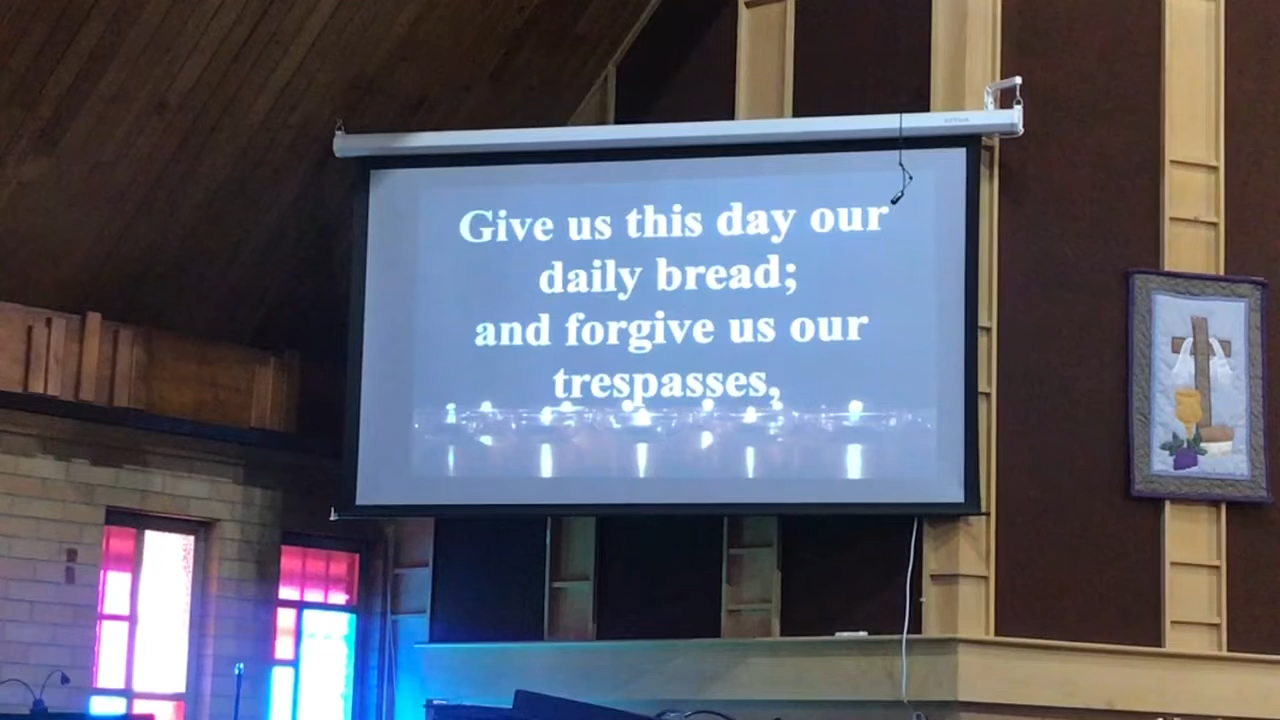 Give us this day our
daily bread;
and forgive us our
trespasses,